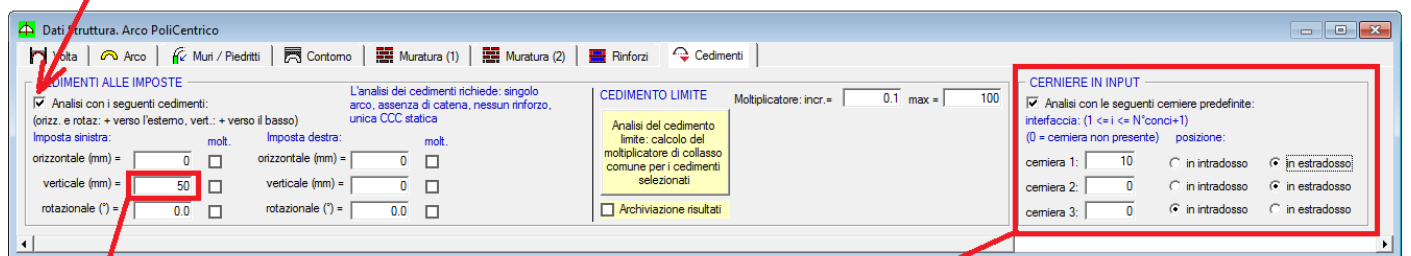 Dati Struttura. Arco PoliCentrico
Volta Arco Muri / Piedritti Contorno Muratura (1) Muratura (2) Rinforzi Cedimenti
CEDIMENTI ALLE IMPOSTE
Analisi con i seguenti cedimenti:
(orizz. e rotaz: + verso l'esterno, vert.: + verso il basso)
L'analisi dei cedimenti richiede: singolo
arco, assenza di catena, nessun rinforzo,
unica CCC statica
Imposta sinistra: molt. Imposta destra: molt.
orizzontale (mm) = 0 orizzontale (mm) = 0
verticale (mm) = 50 verticale (mm) = 0
rotazionale (°) = 0.0 rotazionale (°) = 0.0
CEDIMENTO LIMITE Moltiplicatore: incr.= 0.1 max = 100
Analisi del cedimento
limite: calcolo del
moltiplicatore di collasso
comune per i cedimenti
selezionati
Archiviazione risultati
CERNIERE IN INPUT
Analisi con le seguenti cerniere predefinite:
interfaccia: (1 <= i <= N°conci+1)
(0 = cerniera non presente) posizione:
cerniera 1: 10 in intradosso in estradosso
cerniera 2: 0 in intradosso in estradosso
cerniera 3: 0 in intradosso in estradosso